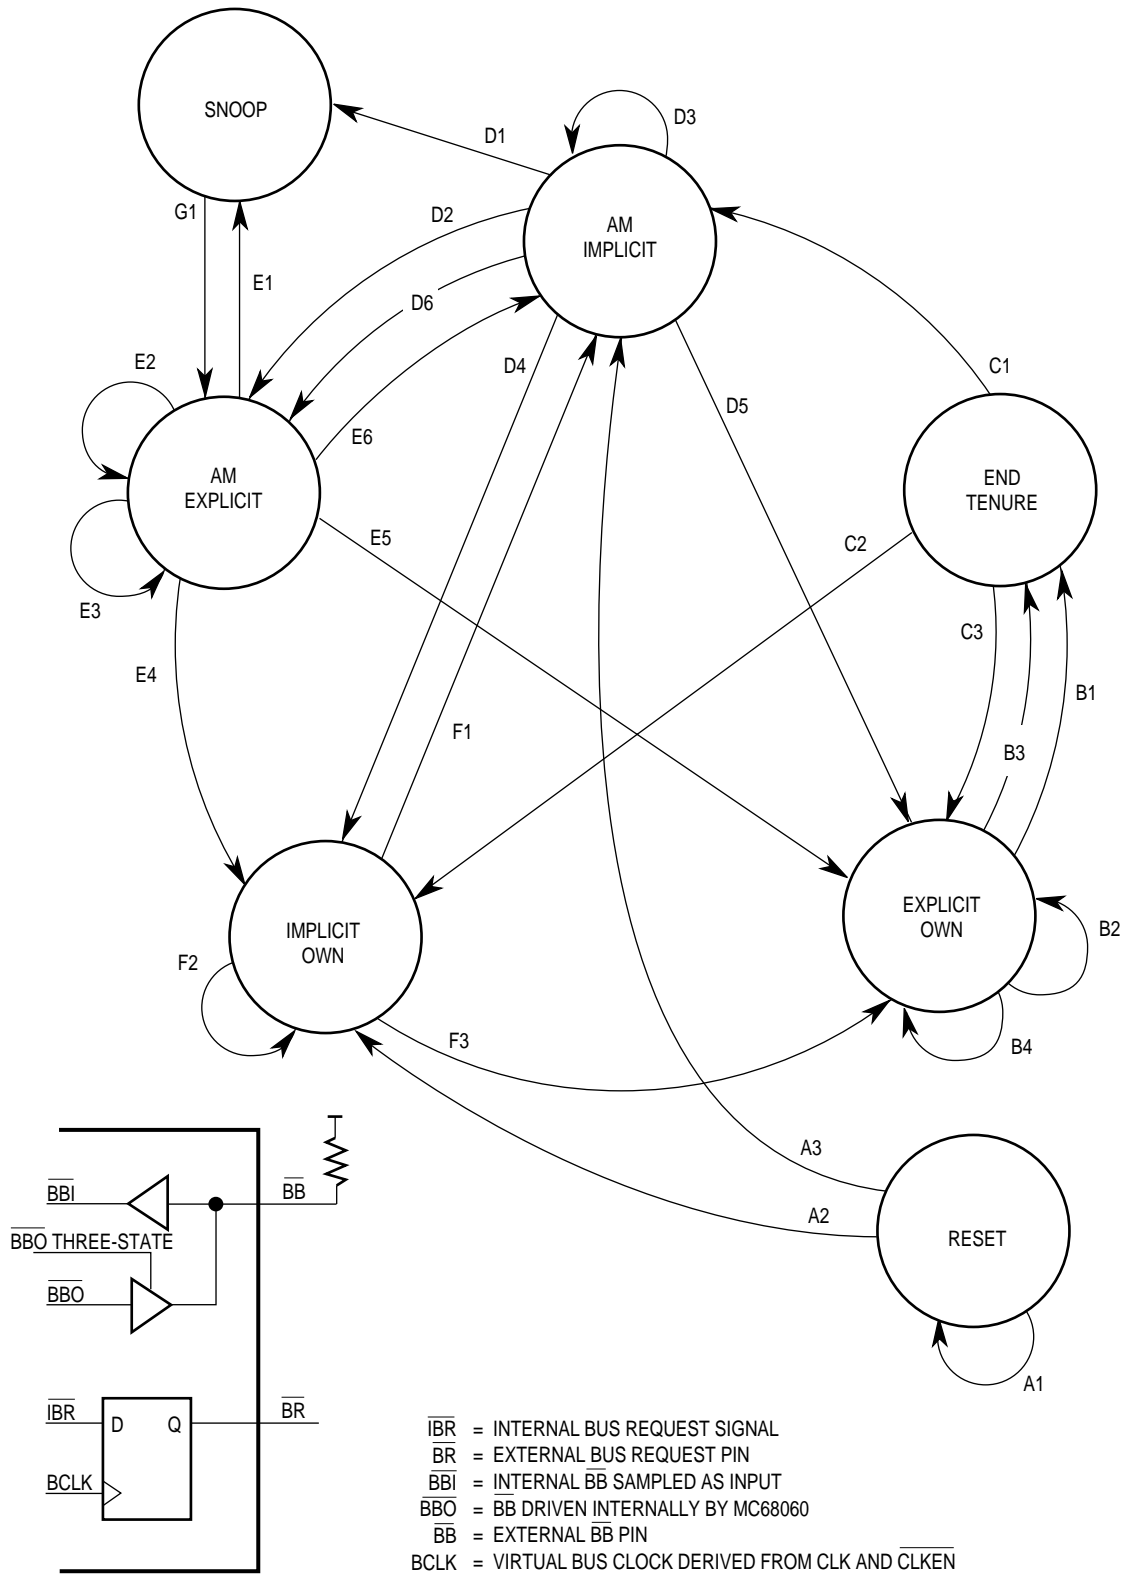 SNOOP
D3
D1
G1
D2
AM
IMPLICIT
E1
D6
E2
D4
C1
D5
E6
AM
EXPLICIT
END
TENURE
E5
C2
E3
C3
E4
B1
F1
B3
EXPLICIT
OWN
IMPLICIT
OWN
B2
F2
F3
B4
A3
BBI
BB
A2
BBO THREE-STATE
RESET
BBO
A1
IBR
D
Q
BR
BCLK
IBR = INTERNAL BUS REQUEST SIGNAL
BR = EXTERNAL BUS REQUEST PIN
BBI = INTERNAL BB SAMPLED AS INPUT
BBO = BB DRIVEN INTERNALLY BY MC68060
BB = EXTERNAL BB PIN
BCLK = VIRTUAL BUS CLOCK DERIVED FROM CLK AND CLKEN